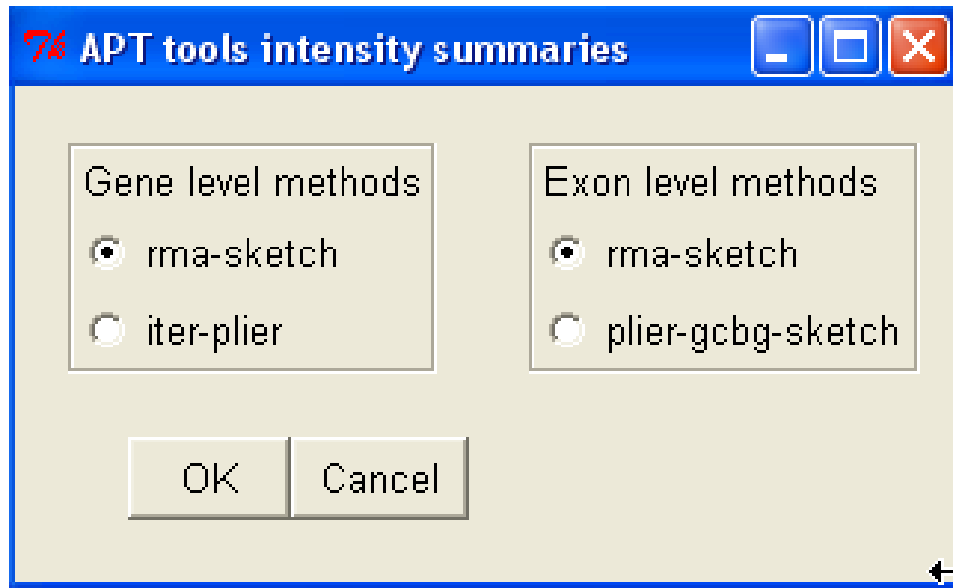 APT tools intensity summaries
Gene level methods
rma-sketch
iter-plier
Exon level methods
rma-sketch
plier-gcbg-sketch
OK
Cancel